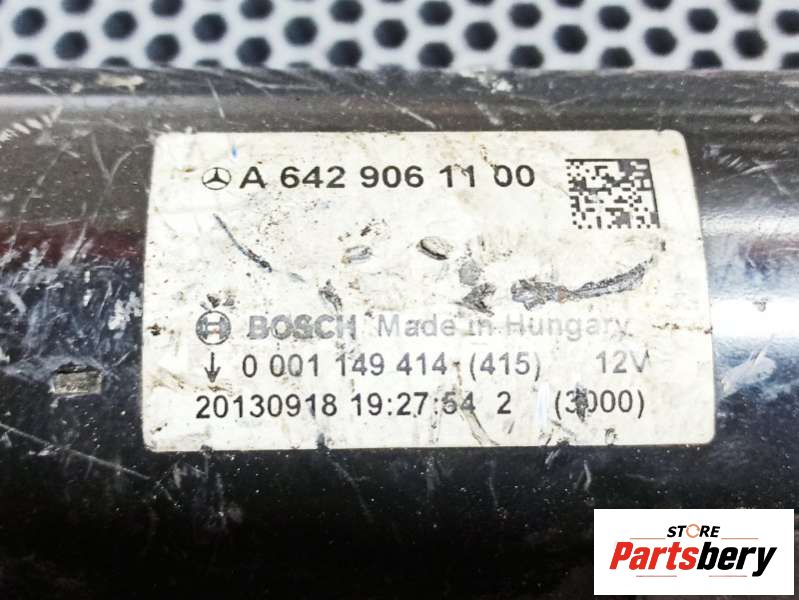 A 642 906 11 00
BOSCH Made in Hungary
0 001 149 414 (415) 12V
20130918 19:27:54 2 (3000)
STORE
Partsbery